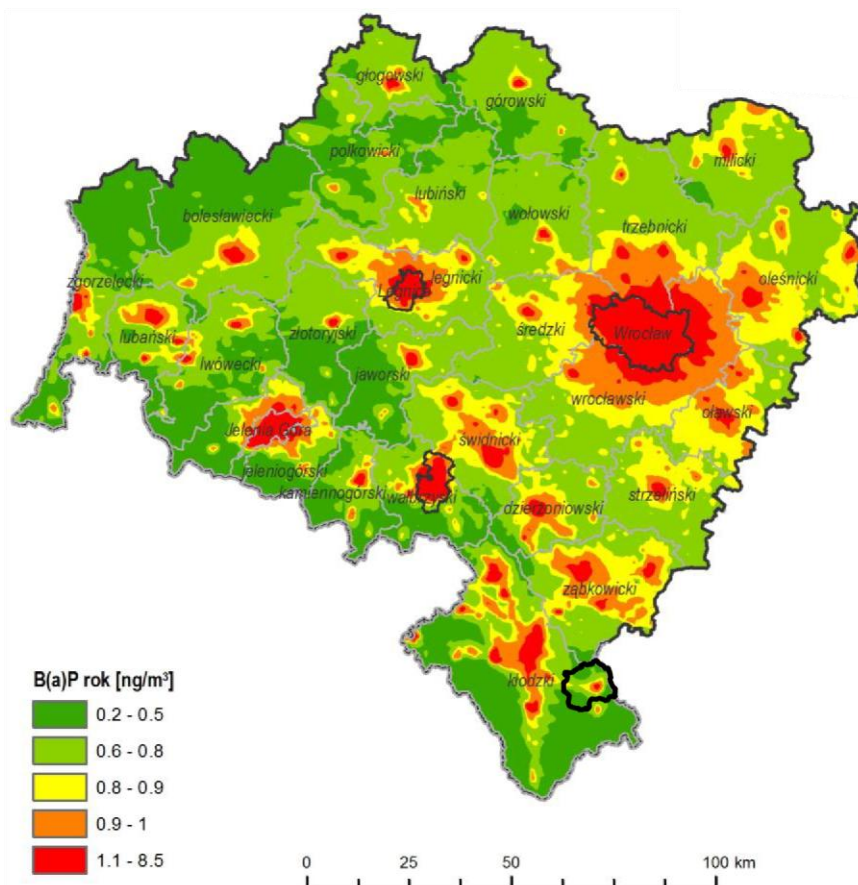 głogowski
górowski
polkowicki
milicki
lubiński
bolesławiecki
wołowski
trzebnicki
zgorzelecki
legnicki
oleśnicki
Legnica
lubański
złotoryjski
średzki
Wrocław
lwówecki
jaworski
wrocławski
oławski
Jelenia Góra
świdnicki
jeleniogórski
kamiennogórski
wałbrzyski
strzeliński
dzierżoniowski
ząbkowicki
kłodzki
B(a)P rok [ng/m³]
0.2 - 0.5
0.6 - 0.8
0.8 - 0.9
0.9 - 1
1.1 - 8.5
0 25 50 100 km